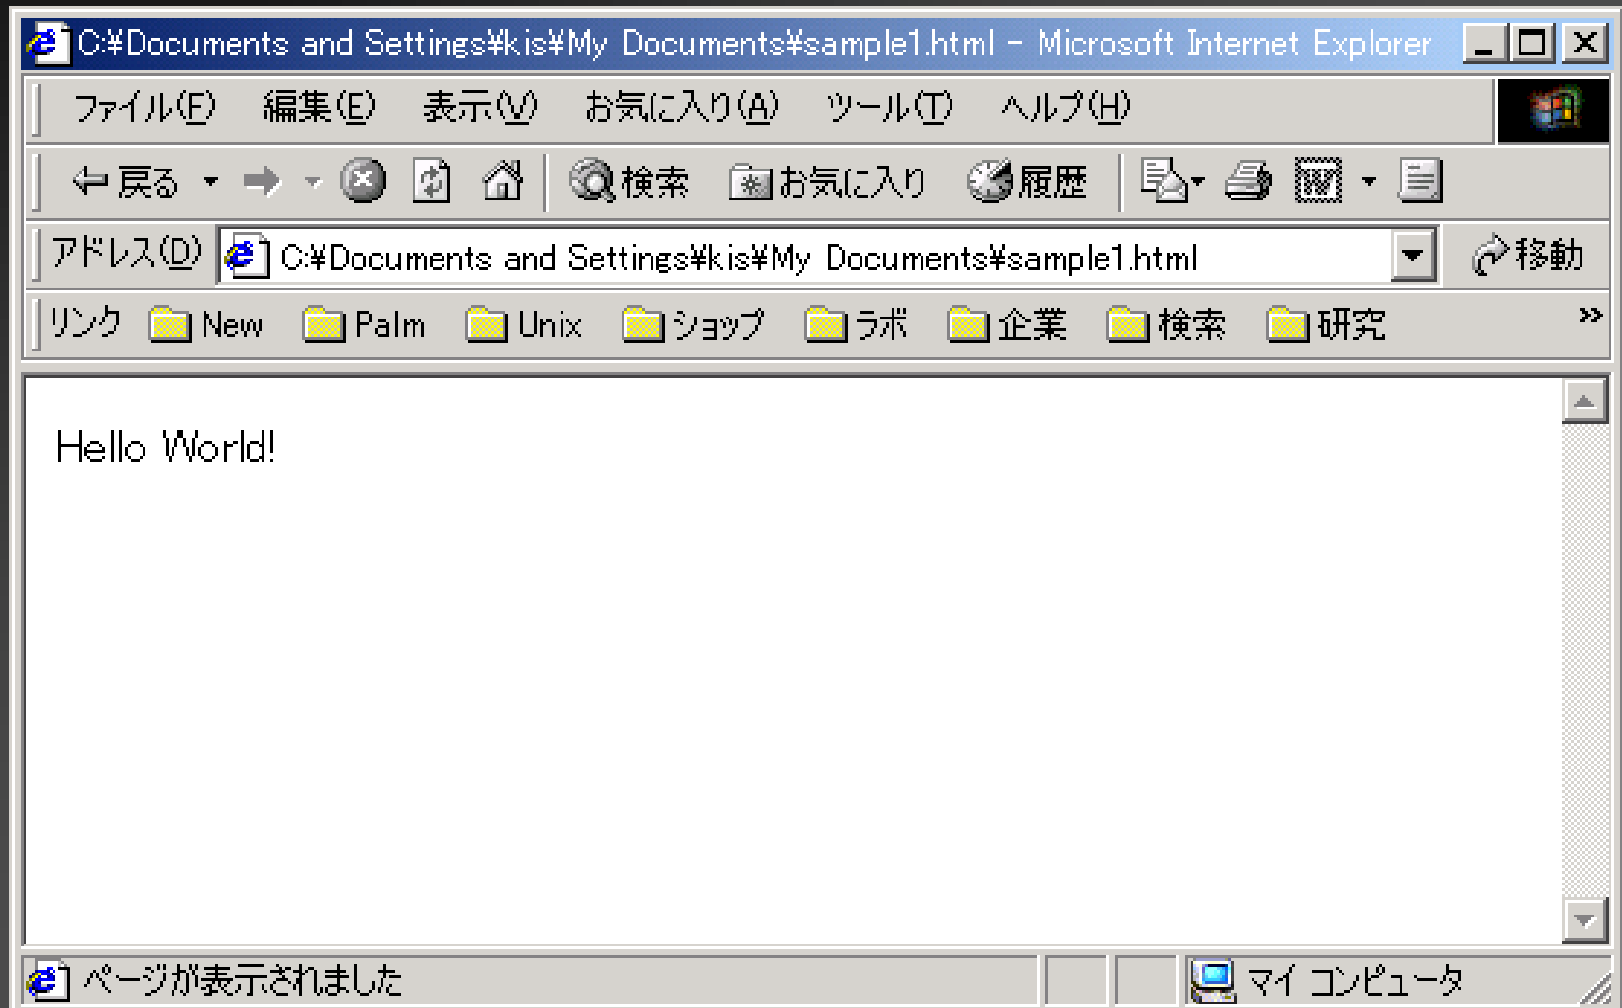 C:¥Documents and Settings¥kis¥My Documents¥sample1.html - Microsoft Internet Explorer
ファイル(F) 編集(E) 表示(V) お気に入り(A) ツール(T) ヘルプ(H)
戻る 検索 お気に入り 履歴 W
アドレス(D) C:¥Documents and Settings¥kis¥My Documents¥sample1.html 移動
リンク New Palm Unix ショップ ラボ 企業 検索 研究 »
Hello World!
ページが表示されました マイ コンピュータ